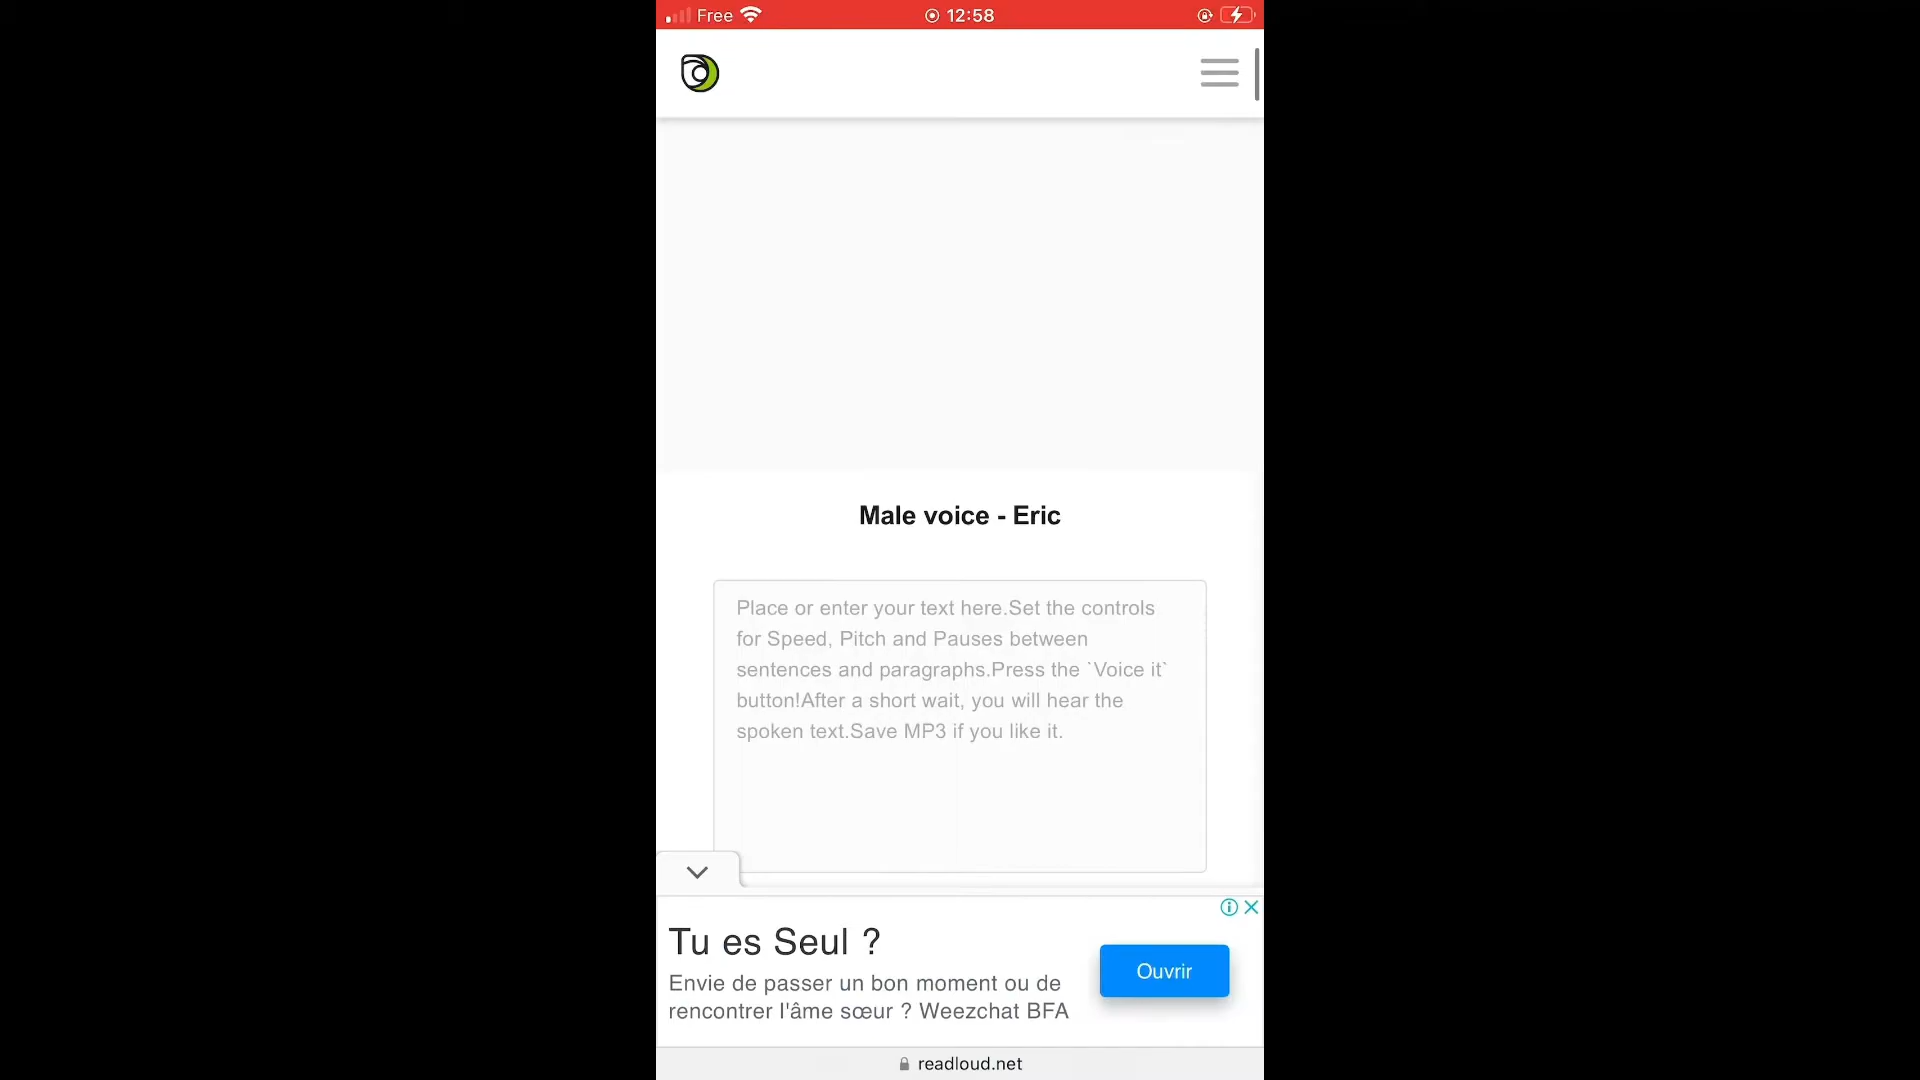 Free 12:58
Male voice - Eric
Place or enter your text here.Set the controls
for Speed, Pitch and Pauses between
sentences and paragraphs.Press the `Voice it`
button!After a short wait, you will hear the
spoken text.Save MP3 if you like it.
Tu es Seul ?
Envie de passer un bon moment ou de
rencontrer l'âme sœur ? Weezchat BFA
Ouvrir
readloud.net